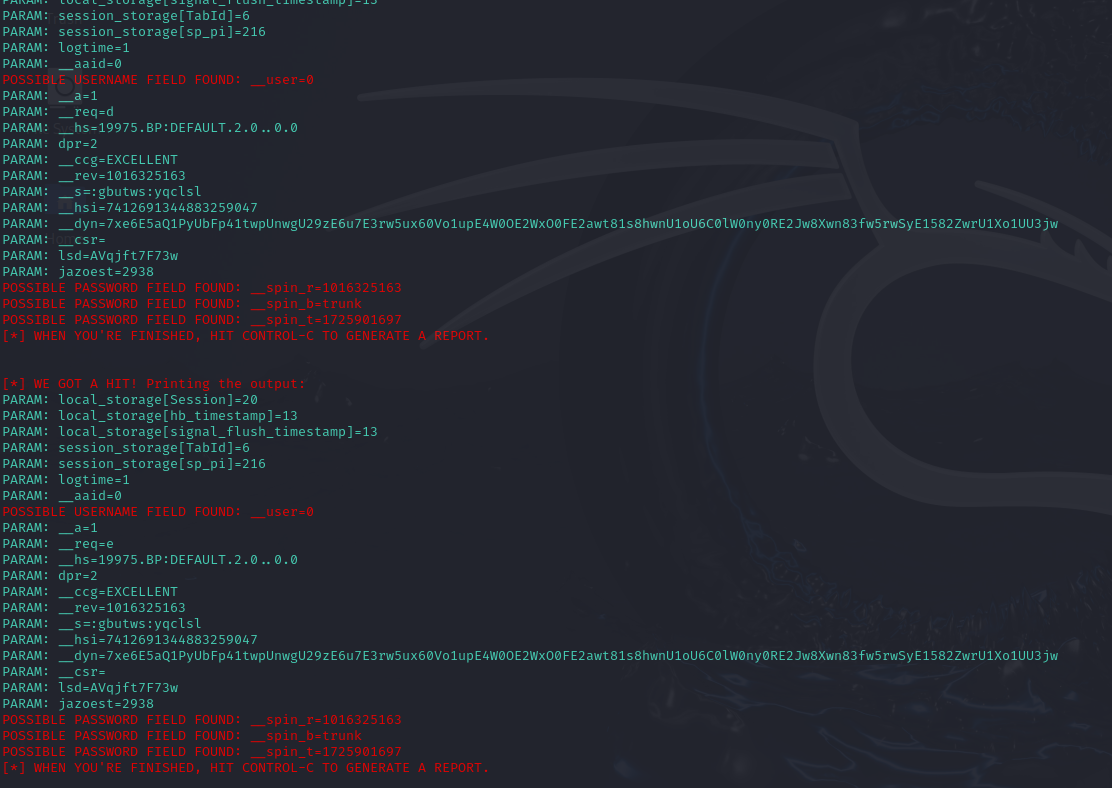 PARAM: local_storage[signal_flush_timestamp]=13
PARAM: session_storage[TabId]=6
PARAM: session_storage[sp_pi]=216
PARAM: logtime=1
PARAM: __aaid=0
POSSIBLE USERNAME FIELD FOUND: __user=0
PARAM: __a=1
PARAM: __req=d
PARAM: __hs=19975.BP:DEFAULT.2.0..0.0
PARAM: dpr=2
PARAM: __ccg=EXCELLENT
PARAM: __rev=1016325163
PARAM: __s=:gbutws:yqclsl
PARAM: __hsi=7412691344883259047
PARAM: __dyn=7xe6E5aQ1PyUbFp41twpUnwgU29zE6u7E3rw5ux60Vo1upE4W0OE2WxO0FE2awt81s8hwnU1oU6C0lW0ny0RE2Jw8Xwn83fw5rwSyE1582ZwrU1Xo1UU3jw
PARAM: __csr=
PARAM: lsd=AVqjft7F73w
PARAM: jazoest=2938
POSSIBLE PASSWORD FIELD FOUND: __spin_r=1016325163
POSSIBLE PASSWORD FIELD FOUND: __spin_b=trunk
POSSIBLE PASSWORD FIELD FOUND: __spin_t=1725901697
[*] WHEN YOU'RE FINISHED, HIT CONTROL-C TO GENERATE A REPORT.
[*] WE GOT A HIT! Printing the output:
PARAM: local_storage[Session]=20
PARAM: local_storage[hb_timestamp]=13
PARAM: local_storage[signal_flush_timestamp]=13
PARAM: session_storage[TabId]=6
PARAM: session_storage[sp_pi]=216
PARAM: logtime=1
PARAM: __aaid=0
POSSIBLE USERNAME FIELD FOUND: __user=0
PARAM: __a=1
PARAM: __req=e
PARAM: __hs=19975.BP:DEFAULT.2.0..0.0
PARAM: dpr=2
PARAM: __ccg=EXCELLENT
PARAM: __rev=1016325163
PARAM: __s=:gbutws:yqclsl
PARAM: __hsi=7412691344883259047
PARAM: __dyn=7xe6E5aQ1PyUbFp41twpUnwgU29zE6u7E3rw5ux60Vo1upE4W0OE2WxO0FE2awt81s8hwnU1oU6C0lW0ny0RE2Jw8Xwn83fw5rwSyE1582ZwrU1Xo1UU3jw
PARAM: __csr=
PARAM: lsd=AVqjft7F73w
PARAM: jazoest=2938
POSSIBLE PASSWORD FIELD FOUND: __spin_r=1016325163
POSSIBLE PASSWORD FIELD FOUND: __spin_b=trunk
POSSIBLE PASSWORD FIELD FOUND: __spin_t=1725901697
[*] WHEN YOU'RE FINISHED, HIT CONTROL-C TO GENERATE A REPORT.